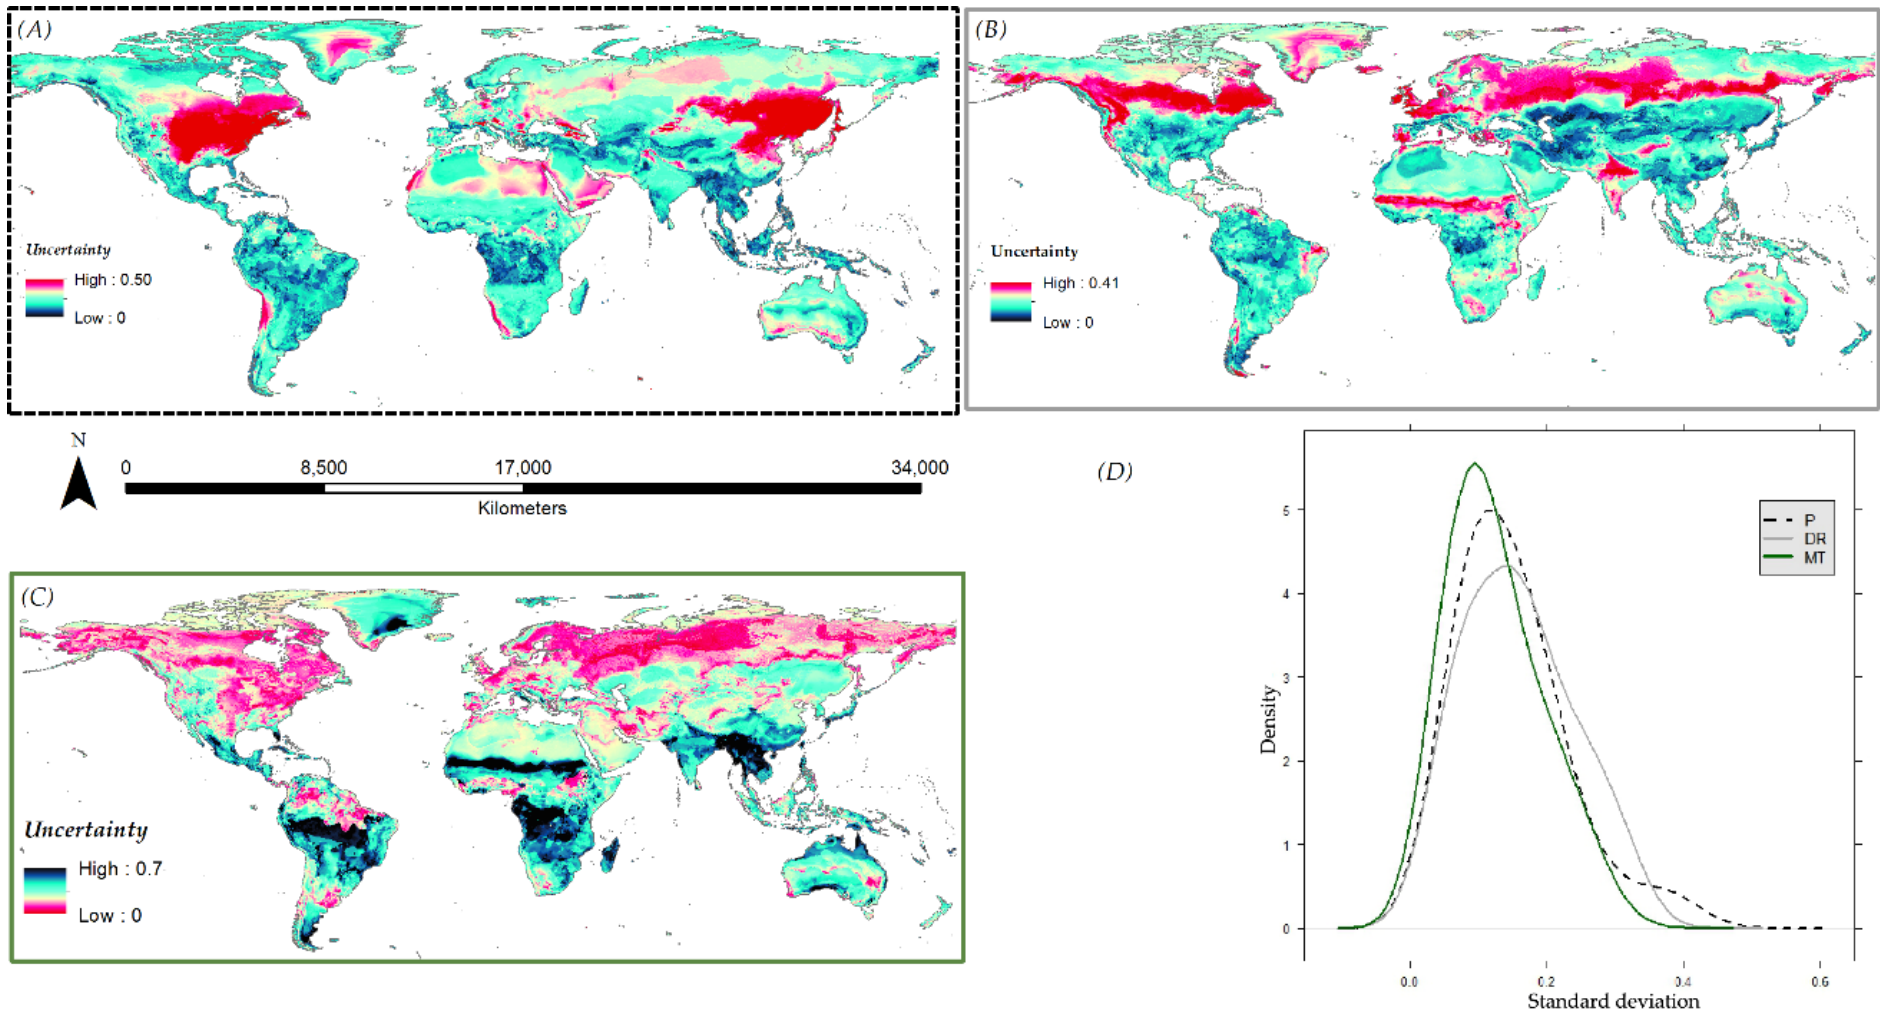 (A)
Uncertainty
High : 0.50
Low : 0
(B)
Uncertainty
High : 0.41
Low : 0
N
0 8,500 17,000 34,000
Kilometers
(C)
Uncertainty
High : 0.7
Low : 0
(D)
P
DR
MT
5
4
3
2
1
0
Density
0.0 0.2 0.4 0.6
Standard deviation